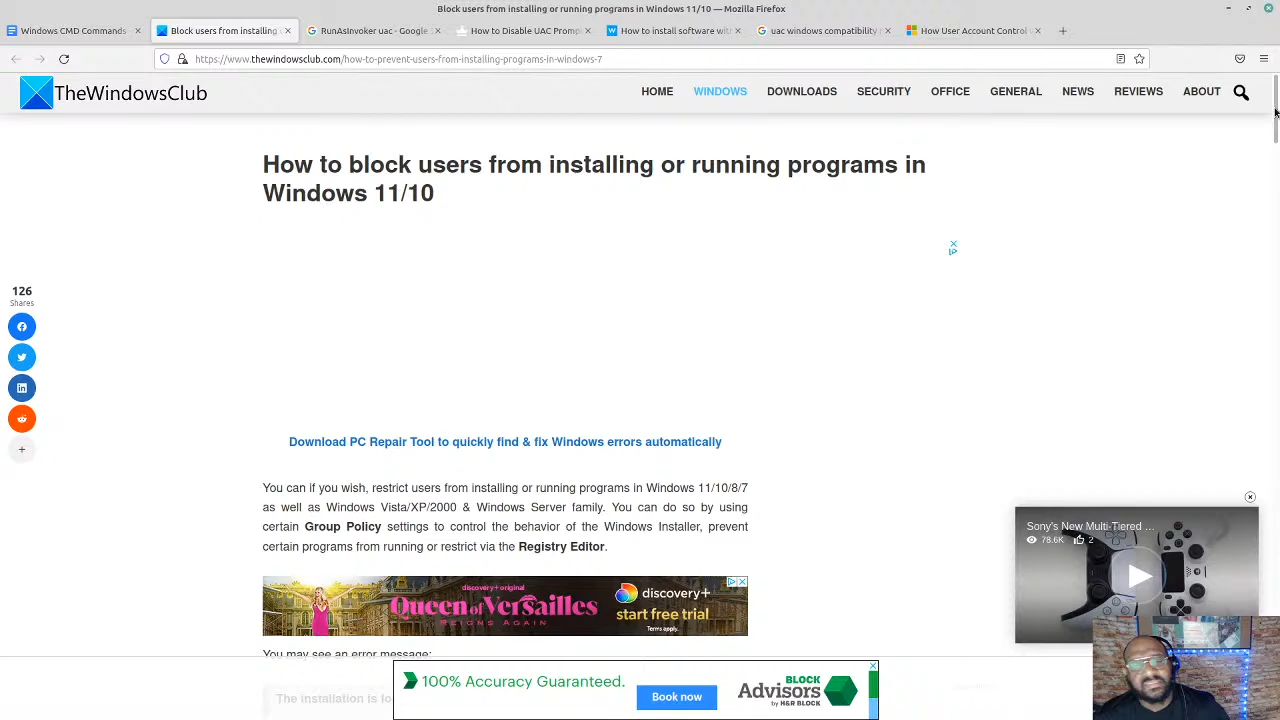 Block users from installing or running programs in Windows 11/10 — Mozilla Firefox
Windows CMD Commands
Block users from installing
RunAsInvoker uac - Google
How to Disable UAC Promp
How to install software wit
uac windows compatibility
How User Account Control
https://www.thewindowsclub.com/how-to-prevent-users-from-installing-programs-in-windows-7
TheWindowsClub
HOME WINDOWS DOWNLOADS SECURITY OFFICE GENERAL NEWS REVIEWS ABOUT
How to block users from installing or running programs in
Windows 11/10
126
Shares
Download PC Repair Tool to quickly find & fix Windows errors automatically
You can if you wish, restrict users from installing or running programs in Windows 11/10/8/7
as well as Windows Vista/XP/2000 & Windows Server family. You can do so by using
certain Group Policy settings to control the behavior of the Windows Installer, prevent
certain programs from running or restrict via the Registry Editor.
Sony's New Multi-Tiered ...
78.6K 2
discovery+ original
Queen of Versailles
REIGNS AGAIN
discovery+
start free trial
Terms apply.
You may see an error message:
The installation is fo
100% Accuracy Guaranteed.
Book now
BLOCK
Advisors
by H&R BLOCK